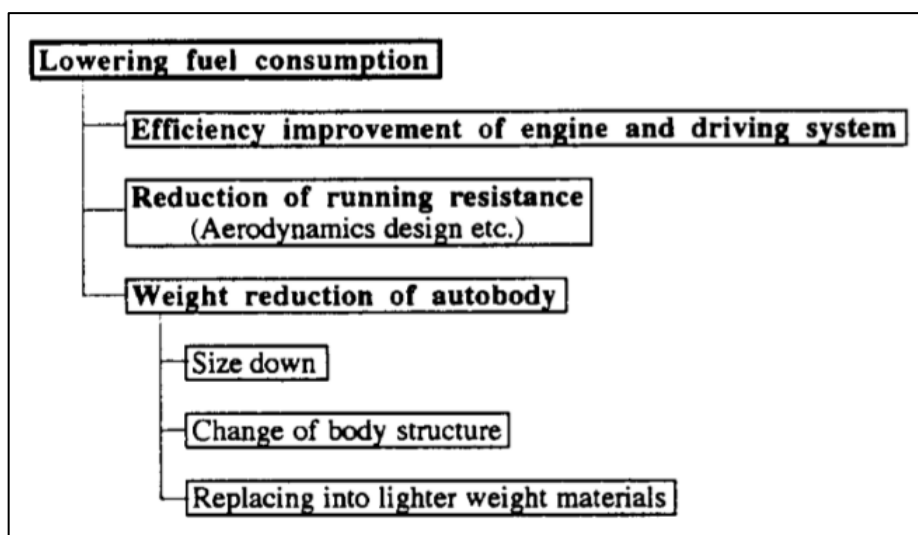 Lowering fuel consumption
Efficiency improvement of engine and driving system
Reduction of running resistance
(Aerodynamics design etc.)
Weight reduction of autobody
Size down
Change of body structure
Replacing into lighter weight materials